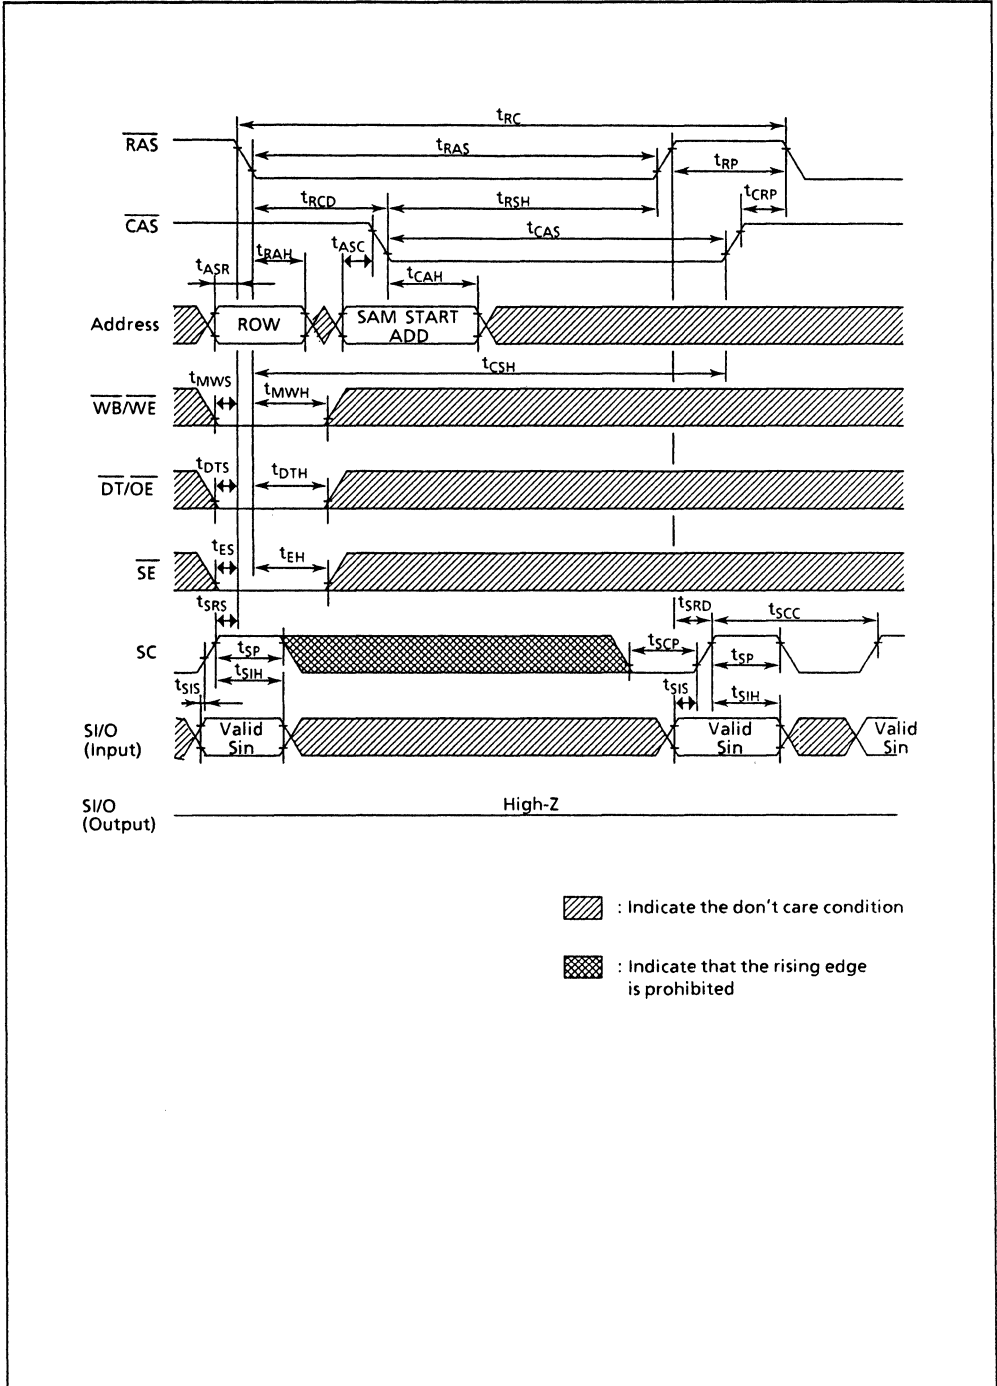 tRC
RAS
tRAS
tRP
tRCD
tRSH
tCRP
CAS
tCAS
tASC
tASR
tRAH
tCAH
Address
ROW
SAM START
ADD
tCSH
tMWS
tMWH
WB/WE
tDTS
tDTH
DT/OE
tES
tEH
SE
tSRS
tSRD
tSCC
SC
tSP
tSCP
tSP
tSIH
tSIS
tSIS
tSIH
SI/O
(Input)
Valid
Sin
Valid
Sin
Valid
Sin
SI/O
(Output)
High-Z
: Indicate the don't care condition
: Indicate that the rising edge
is prohibited